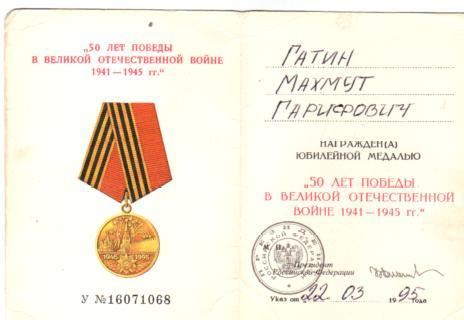 „50 ЛЕТ ПОБЕДЫ
В ВЕЛИКОЙ ОТЕЧЕСТВЕННОЙ ВОЙНЕ
1941 — 1945 гг.“
1945 1995
У №16071068
ГАТИН
МАХМУТ
ГАРИФОВИЧ
НАГРАЖДЕН(А)
ЮБИЛЕЙНОЙ МЕДАЛЬЮ
„50 ЛЕТ ПОБЕДЫ
В ВЕЛИКОЙ ОТЕЧЕСТВЕННОЙ
ВОЙНЕ 1941 — 1945 гг.“
Президент
Российской Федерации
Указ от 22 03 1995 года